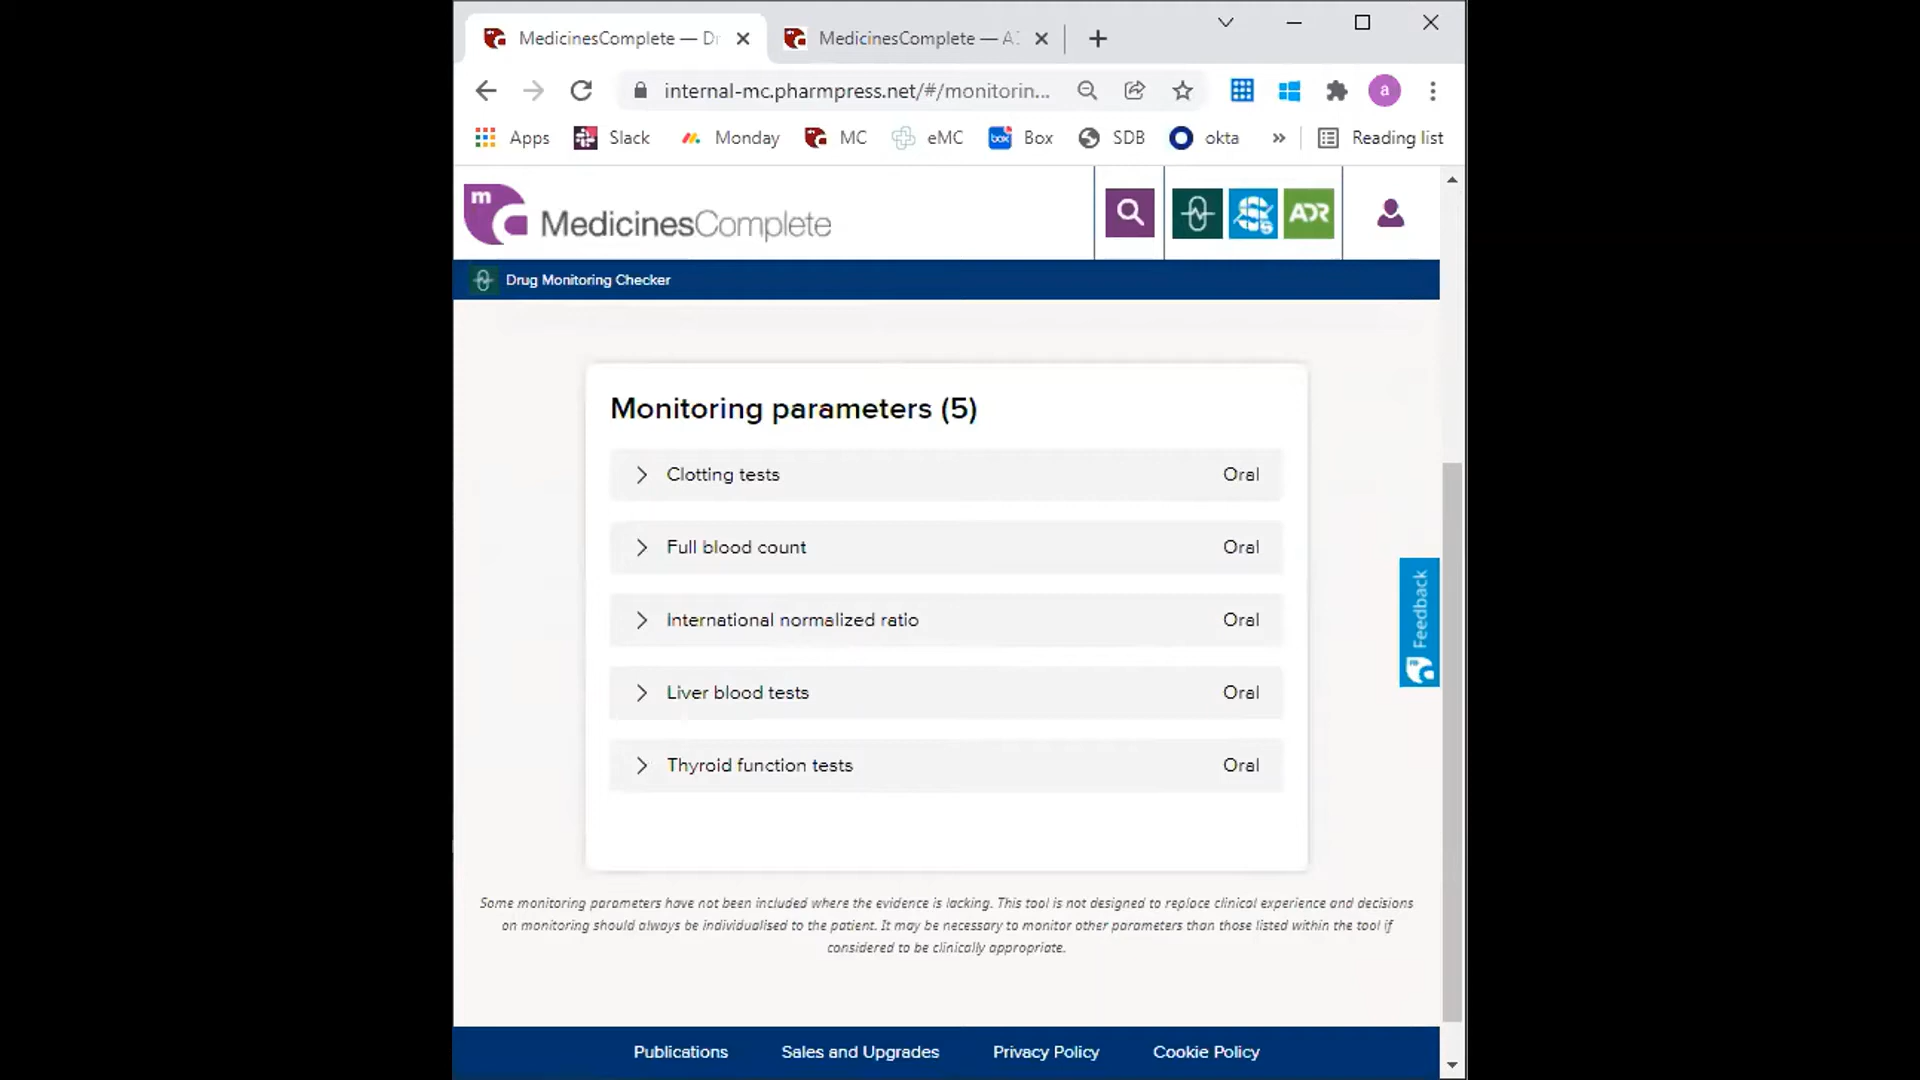 MedicinesComplete — Dr
MedicinesComplete — A:
internal-mc.pharmpress.net/#/monitorin...
a
Apps
Slack
Monday
MC
eMC
box
Box
SDB
okta
»
Reading list
m
MedicinesComplete
ADR
Drug Monitoring Checker
Monitoring parameters (5)
Clotting tests Oral
Full blood count Oral
International normalized ratio Oral
Liver blood tests Oral
Thyroid function tests Oral
Feedback
Some monitoring parameters have not been included where the evidence is lacking. This tool is not designed to replace clinical experience and decisions
on monitoring should always be individualised to the patient. It may be necessary to monitor other parameters than those listed within the tool if
considered to be clinically appropriate.
Publications Sales and Upgrades Privacy Policy Cookie Policy